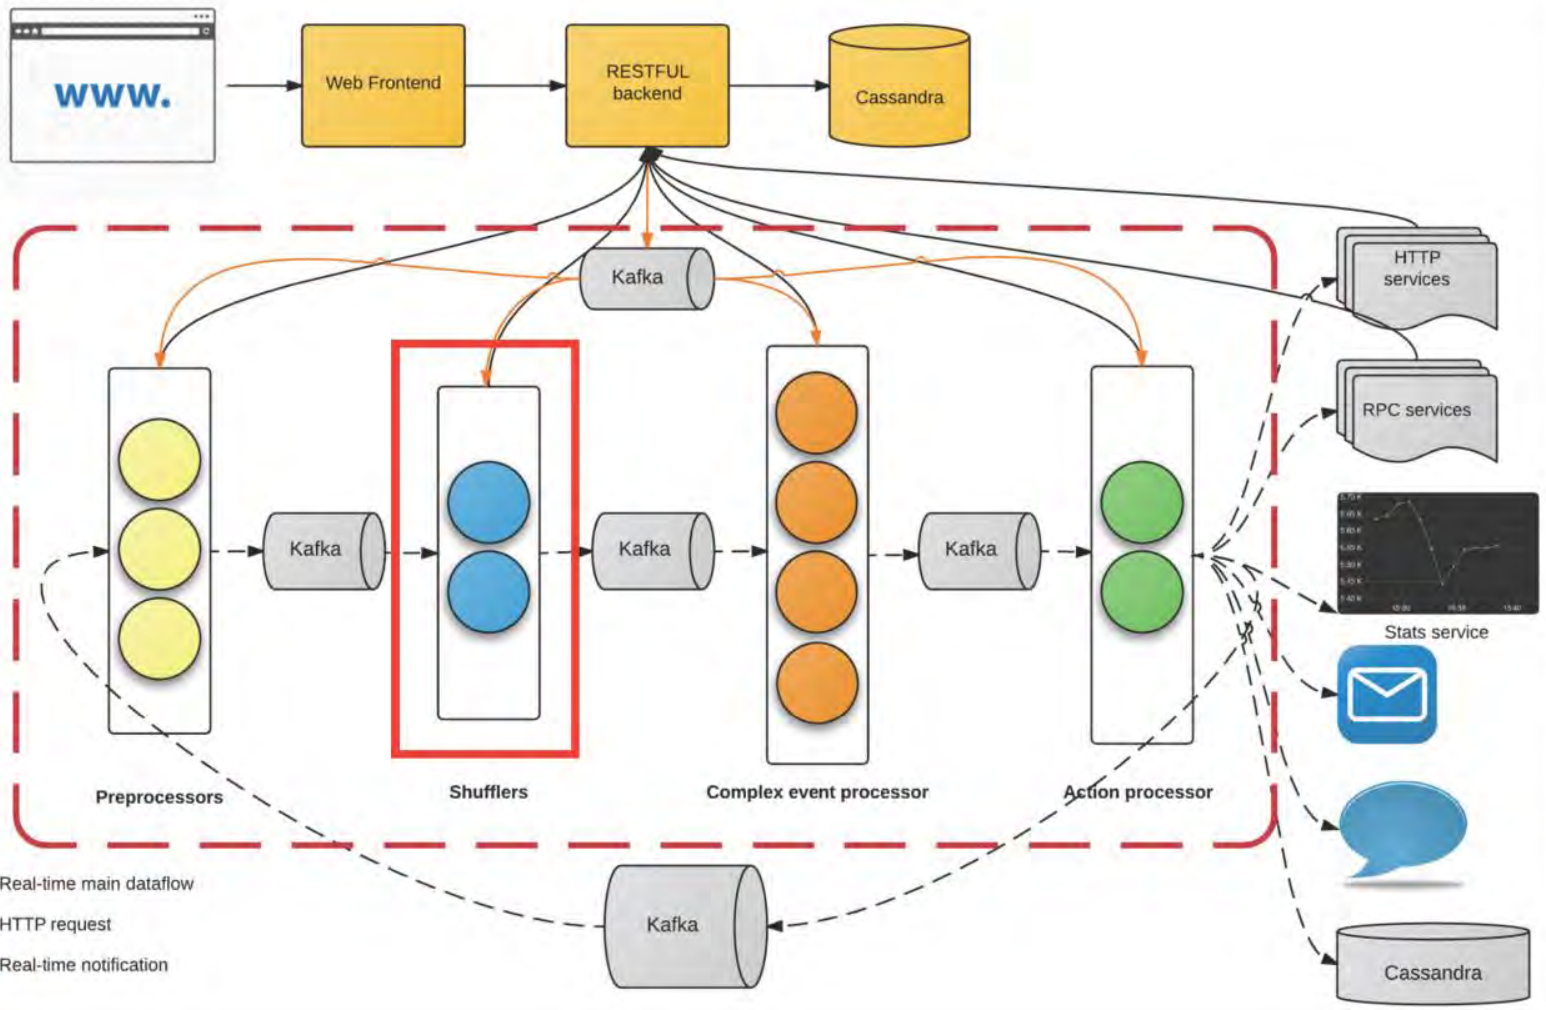 www.
Web Frontend
RESTFUL
backend
Cassandra
Kafka
HTTP
services
RPC services
Kafka
Kafka
Kafka
Stats service
Preprocessors
Shufflers
Complex event processor
Action processor
Real-time main dataflow
HTTP request
Real-time notification
Kafka
Cassandra